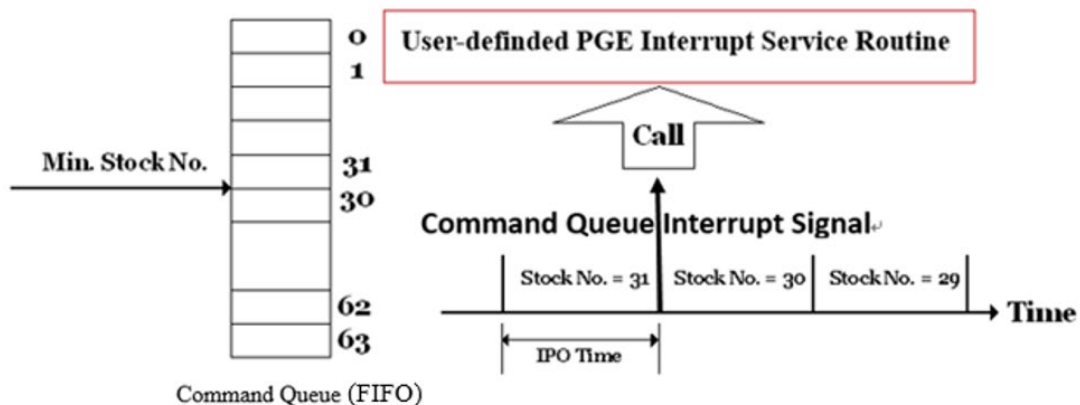 0
1
User-definded PGE Interrupt Service Routine
Call
Min. Stock No.
31
30
Command Queue Interrupt Signal↵
Stock No. = 31
Stock No. = 30
Stock No. = 29
62
Time
63
IPO Time
Command Queue (FIFO)